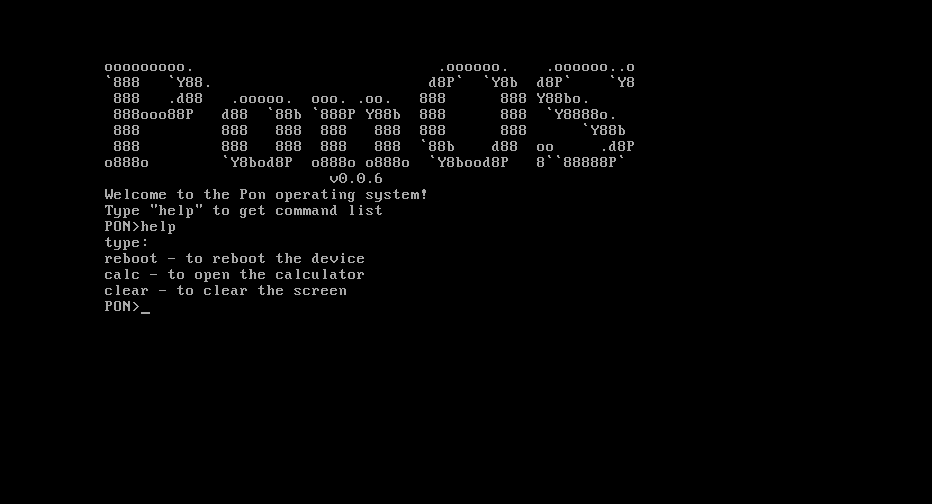 ooooooooo.                           .oooooo.    .oooooo..o
`888   `Y88.                        d8P`  `Y8b  d8P`    `Y8
 888   .d88   .ooooo.  ooo. .oo.   888      888 Y88bo.
 888ooo88P   d88  `88b `888P Y88b  888      888  `Y8888o.
 888         888   888  888   888  888      888      `Y88b
 888         888   888  888   888  `88b    d88  oo     .d8P
o888o        `Y8bod8P  o888o o888o  `Y8bood8P   8``88888P`
v0.0.6
Welcome to the Pon operating system!
Type "help" to get command list
PON>help
type:
reboot - to reboot the device
calc - to open the calculator
clear - to clear the screen
PON>_